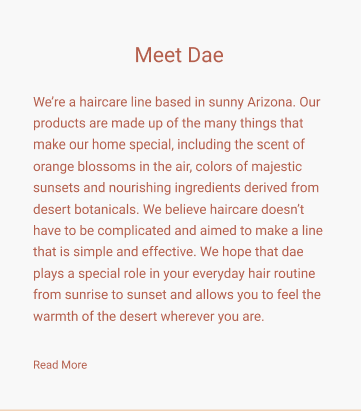 Meet Dae
We’re a haircare line based in sunny Arizona. Our
products are made up of the many things that
make our home special, including the scent of
orange blossoms in the air, colors of majestic
sunsets and nourishing ingredients derived from
desert botanicals. We believe haircare doesn’t
have to be complicated and aimed to make a line
that is simple and effective. We hope that dae
plays a special role in your everyday hair routine
from sunrise to sunset and allows you to feel the
warmth of the desert wherever you are.
Read More